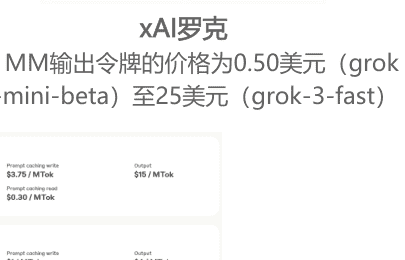 xAI罗克
MM输出令牌的价格为0.50美元（grok
-mini-beta）至25美元（grok-3-fast）
Prompt caching write
$3.75 / MTok
Output
$15 / MTok
Prompt caching read
$0.30 / MTok
Prompt caching write
Output